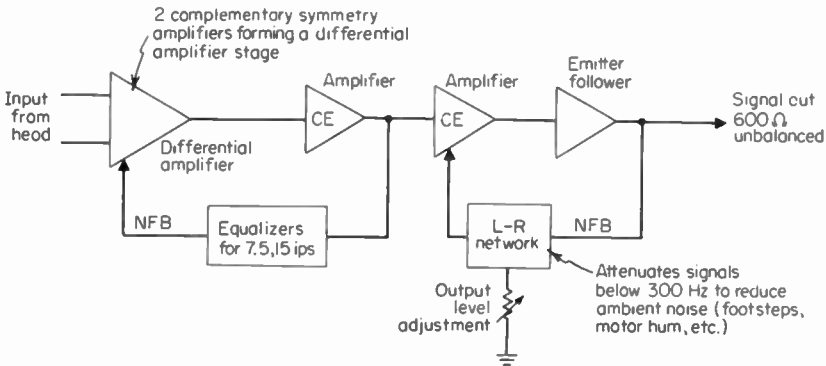 2 complementary symmetry
amplifiers forming a differential
amplifier stage
Input
from
head
Differential
amplifier
Amplifier
CE
Amplifier
CE
Emitter
follower
Signal out
600Ω
unbalanced
NFB
Equalizers
for 7.5,15 ips
L-R
network
NFB
Output
level
adjustment
Attenuates signals
below 300 Hz to reduce
ambient noise (footsteps,
motor hum, etc.)